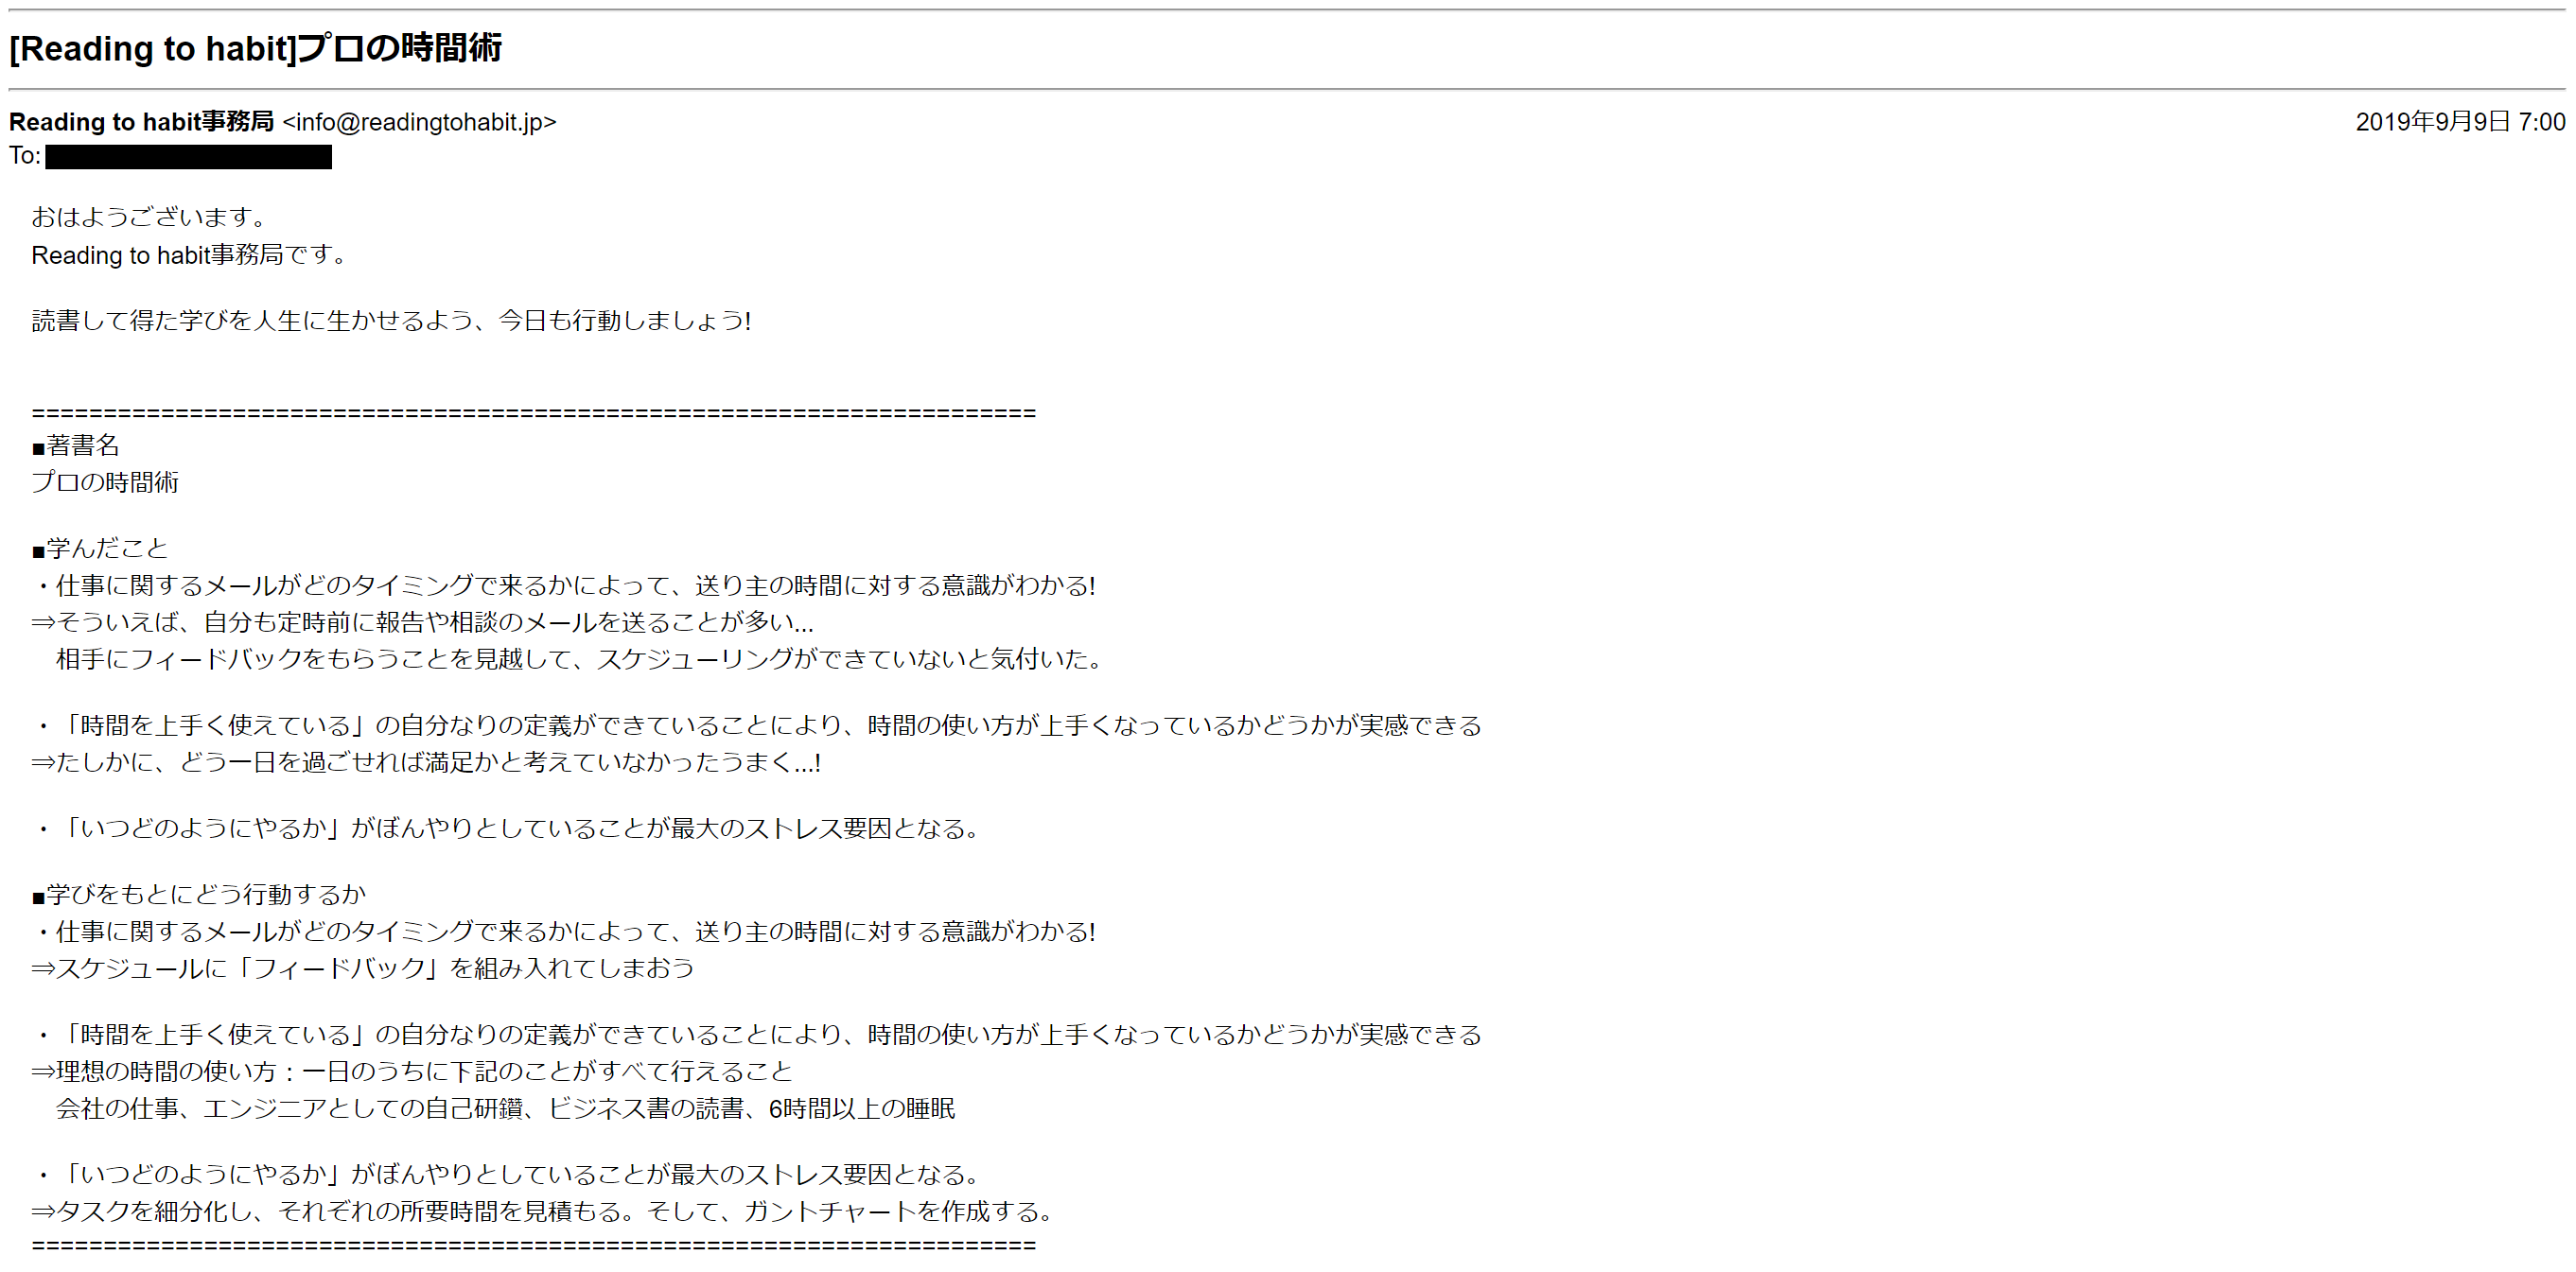 [Reading to habit]プロの時間術
Reading to habit事務局 <info@readingtohabit.jp>
2019年9月9日 7:00
To:
おはようございます。
Reading to habit事務局です。
読書して得た学びを人生に生かせるよう、今日も行動しましょう!
======================================================================
■著書名
プロの時間術
■学んだこと
・仕事に関するメールがどのタイミングで来るかによって、送り主の時間に対する意識がわかる!
⇒そういえば、自分も定時前に報告や相談のメールを送ることが多い...
　相手にフィードバックをもらうことを見越して、スケジューリングができていないと気付いた。
・「時間を上手く使えている」の自分なりの定義ができていることにより、時間の使い方が上手くなっているかどうかが実感できる
⇒たしかに、どう一日を過ごせれば満足かと考えていなかったうまく...!
・「いつどのようにやるか」がぼんやりとしていることが最大のストレス要因となる。
■学びをもとにどう行動するか
・仕事に関するメールがどのタイミングで来るかによって、送り主の時間に対する意識がわかる!
⇒スケジュールに「フィードバック」を組み入れてしまおう
・「時間を上手く使えている」の自分なりの定義ができていることにより、時間の使い方が上手くなっているかどうかが実感できる
⇒理想の時間の使い方：一日のうちに下記のことがすべて行えること
　会社の仕事、エンジニアとしての自己研鑽、ビジネス書の読書、6時間以上の睡眠
・「いつどのようにやるか」がぼんやりとしていることが最大のストレス要因となる。
⇒タスクを細分化し、それぞれの所要時間を見積もる。そして、ガントチャートを作成する。
======================================================================